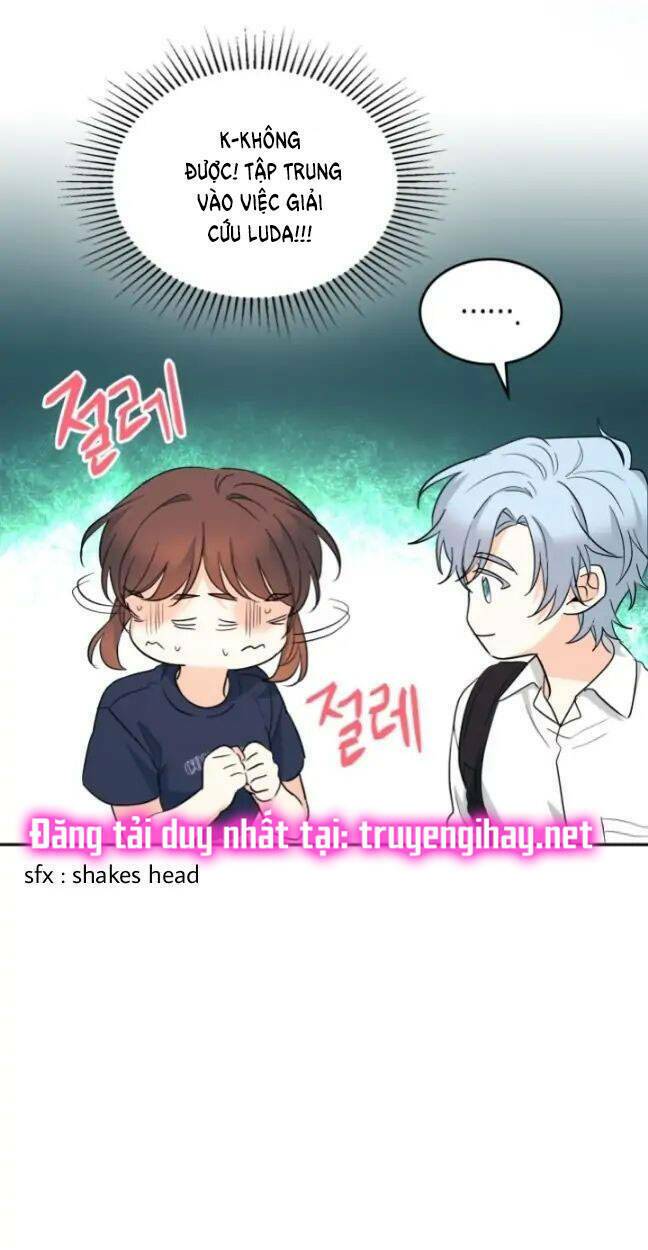 K-KHÔNG
ĐƯỢC! TẬP TRUNG
VÀO VIỆC GIẢI
CỨU LUDA!!!
.......
절레
절레
Đăng tải duy nhất tại: truyengihay.net
sfx : shakes head